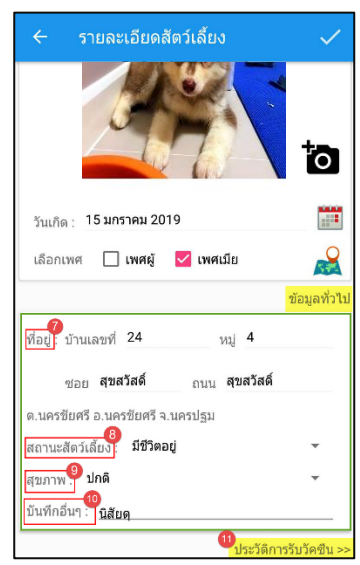 รายละเอียดสัตว์เลี้ยง
วันเกิด : 15 มกราคม 2019
เลือกเพศ เพศผู้ เพศเมีย
ข้อมูลทั่วไป
7
ที่อยู่ : บ้านเลขที่ 24 หมู่ 4
ซอย สุขสวัสดิ์ ถนน สุขสวัสดิ์
ต.นครชัยศรี อ.นครชัยศรี จ.นครปฐม
8
สถานะสัตว์เลี้ยง : มีชีวิตอยู่
9
สุขภาพ : ปกติ
10
บันทึกอื่นๆ : นิสัยดุ
11
ประวัติการรับวัคซีน >>